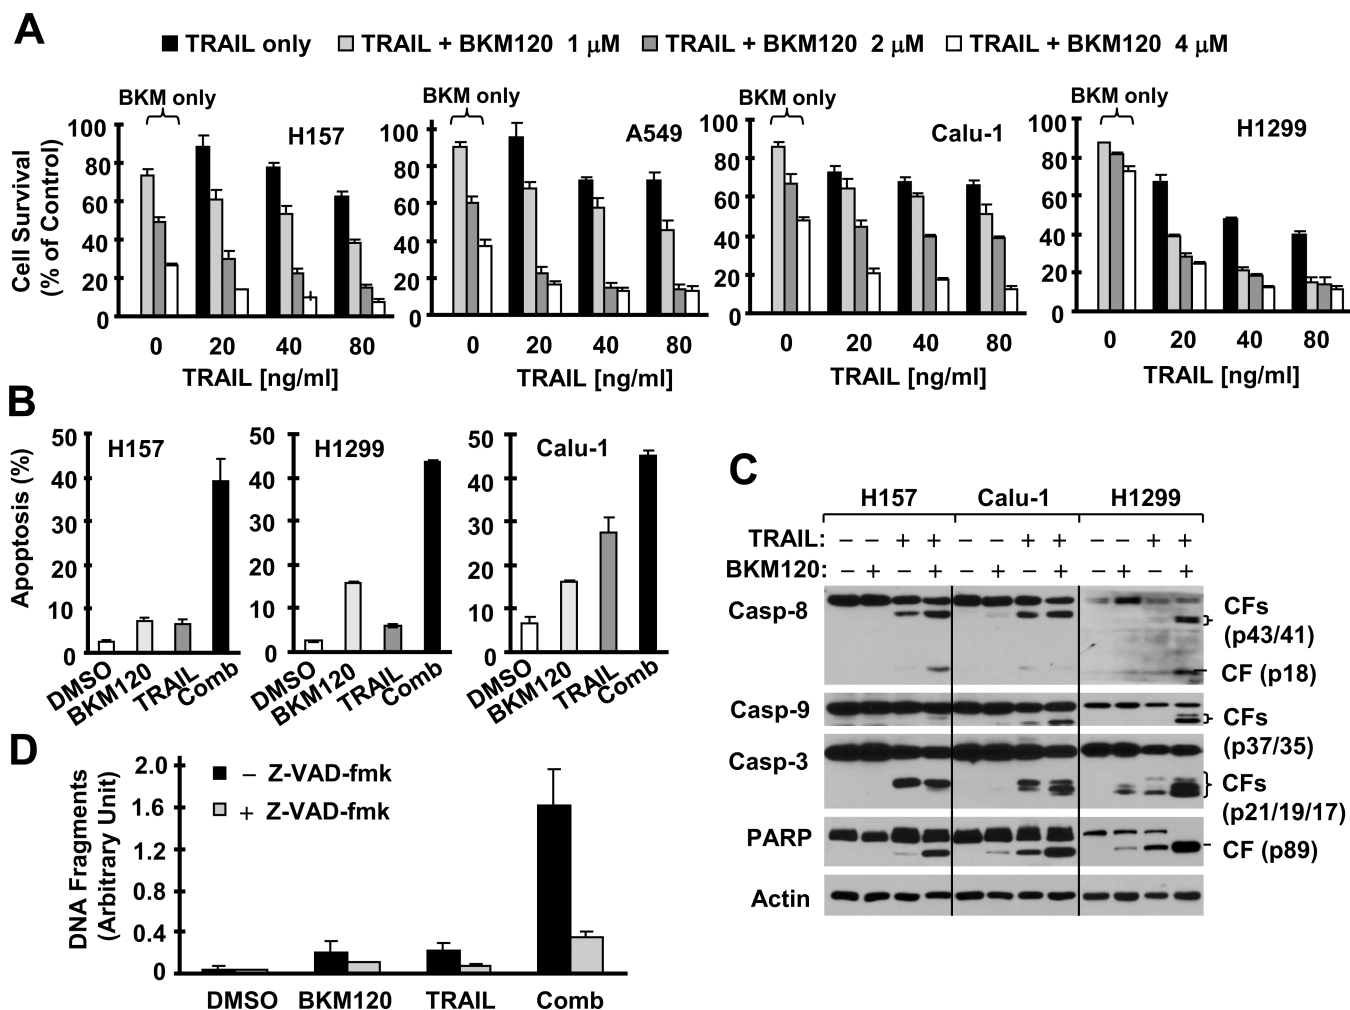 A
TRAIL only TRAIL + BKM120 1 μM TRAIL + BKM120 2 μM TRAIL + BKM120 4 μM
Cell Survival
(% of Control)
BKM only
H157
100
80
60
40
20
0
0 20 40 80
TRAIL [ng/ml]
BKM only
A549
100
80
60
40
20
0
0 20 40 80
TRAIL [ng/ml]
BKM only
Calu-1
100
80
60
40
20
0
0 20 40 80
TRAIL [ng/ml]
BKM only
H1299
100
80
60
40
20
0
0 20 40 80
TRAIL [ng/ml]
B
Apoptosis (%)
H157
50
40
30
20
10
0
DMSO BKM120 TRAIL Comb
H1299
50
40
30
20
10
0
DMSO BKM120 TRAIL Comb
Calu-1
50
40
30
20
10
0
DMSO BKM120 TRAIL Comb
C
H157 Calu-1 H1299
TRAIL: – – + + – – + + – – + +
BKM120: – + – + – + – + – + – +
Casp-8
CFs
(p43/41)
CF (p18)
Casp-9
CFs
(p37/35)
Casp-3
CFs
(p21/19/17)
PARP
CF (p89)
Actin
D
DNA Fragments
(Arbitrary Unit)
– Z-VAD-fmk
+ Z-VAD-fmk
2.0
1.6
1.2
0.8
0.4
0
DMSO BKM120 TRAIL Comb